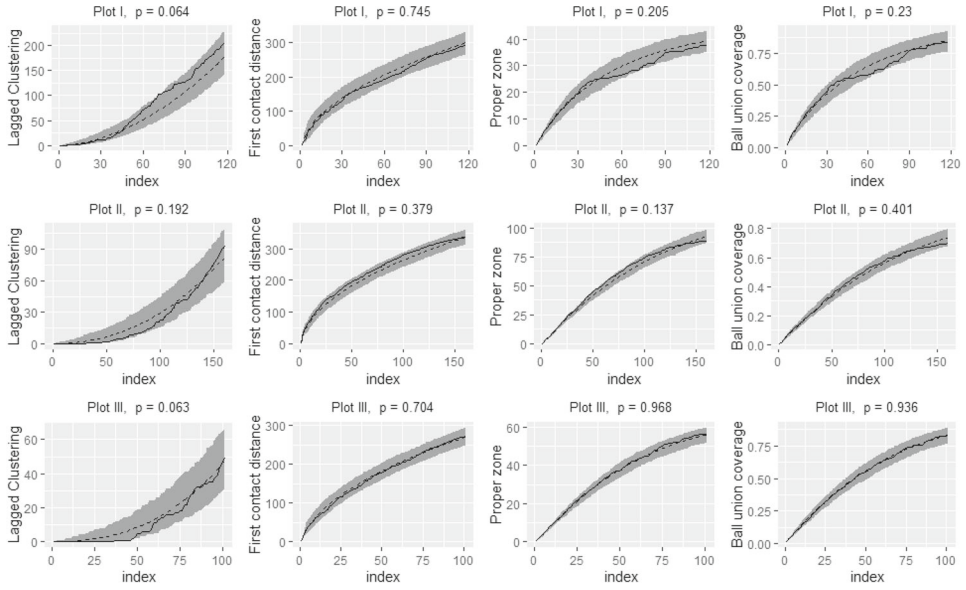 Plot I, p = 0.064
Lagged Clustering
200
150
100
50
0
0 30 60 90 120
index
Plot I, p = 0.745
First contact distance
300
200
100
0
0 30 60 90 120
index
Plot I, p = 0.205
Proper zone
40
30
20
10
0
0 30 60 90 120
index
Plot I, p = 0.23
Ball union coverage
0.75
0.50
0.25
0.00
0 30 60 90 120
index
Plot II, p = 0.192
Lagged Clustering
90
60
30
0
0 50 100 150
index
Plot II, p = 0.379
First contact distance
300
200
100
0
0 50 100 150
index
Plot II, p = 0.137
Proper zone
100
75
50
25
0
0 50 100 150
index
Plot II, p = 0.401
Ball union coverage
0.8
0.6
0.4
0.2
0.0
0 50 100 150
index
Plot III, p = 0.063
Lagged Clustering
60
40
20
0
0 25 50 75 100
index
Plot III, p = 0.704
First contact distance
300
200
100
0
0 25 50 75 100
index
Plot III, p = 0.968
Proper zone
60
40
20
0
0 25 50 75 100
index
Plot III, p = 0.936
Ball union coverage
0.75
0.50
0.25
0.00
0 25 50 75 100
index